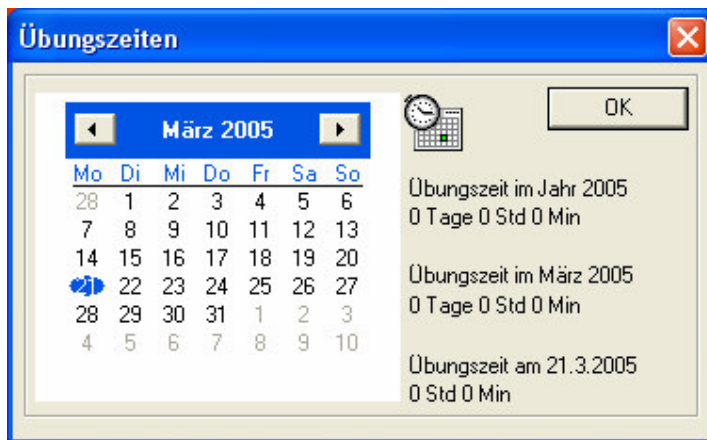 Übungszeiten
OK
März 2005
Mo Di Mi Do Fr Sa So
28 1 2 3 4 5 6
7 8 9 10 11 12 13
14 15 16 17 18 19 20
21 22 23 24 25 26 27
28 29 30 31 1 2 3
4 5 6 7 8 9 10
Übungszeit im Jahr 2005
0 Tage 0 Std 0 Min
Übungszeit im März 2005
0 Tage 0 Std 0 Min
Übungszeit am 21.3.2005
0 Std 0 Min